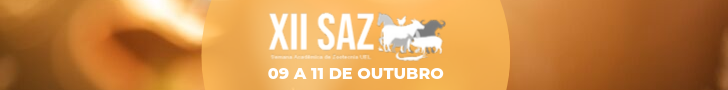 XII SAZ
09 A 11 DE OUTUBRO